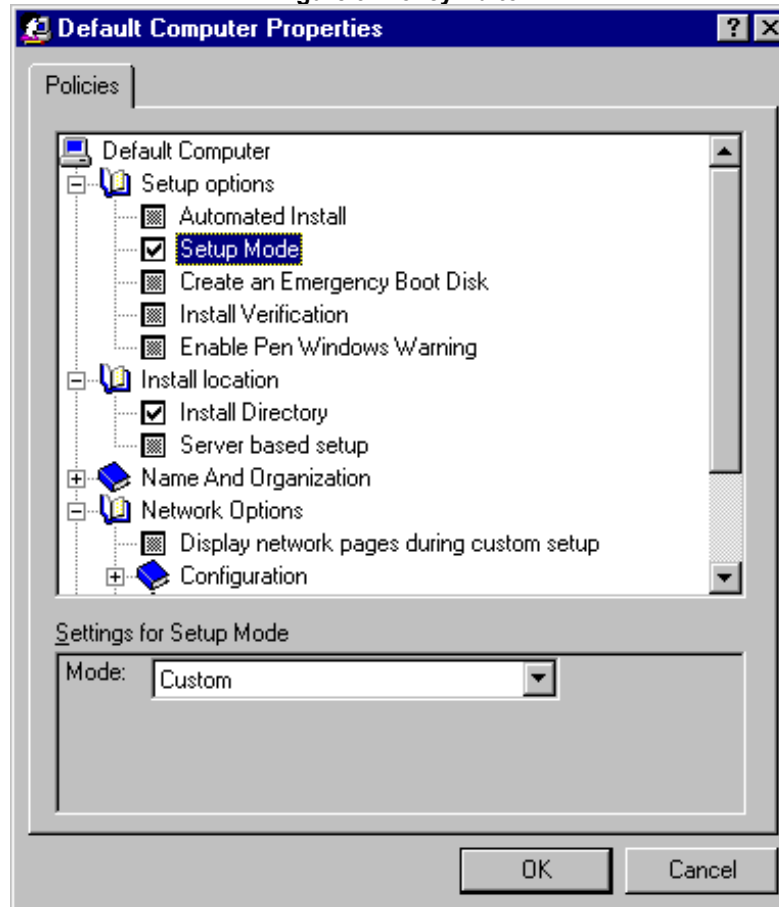 Default Computer Properties
Policies
Default Computer
Setup options
Automated Install
Setup Mode
Create an Emergency Boot Disk
Install Verification
Enable Pen Windows Warning
Install location
Install Directory
Server based setup
Name And Organization
Network Options
Display network pages during custom setup
Configuration
Settings for Setup Mode
Mode: Custom
OK Cancel